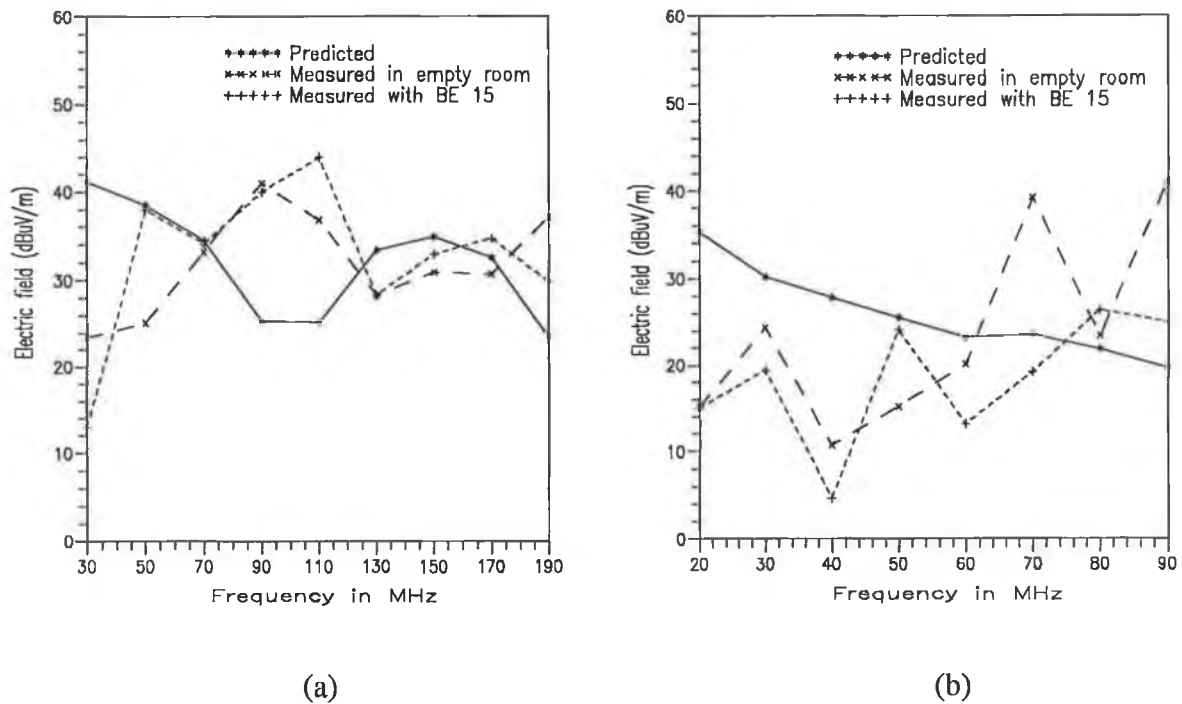 60
50
40
30
20
10
0
Electric field (dBuV/m)
Predicted
Measured in empty room
Measured with BE 15
30 50 70 90 110 130 150 170 190
Frequency in MHz
(a)
60
50
40
30
20
10
0
Electric field (dBuV/m)
Predicted
Measured in empty room
Measured with BE 15
20 30 40 50 60 70 80 90
Frequency in MHz
(b)